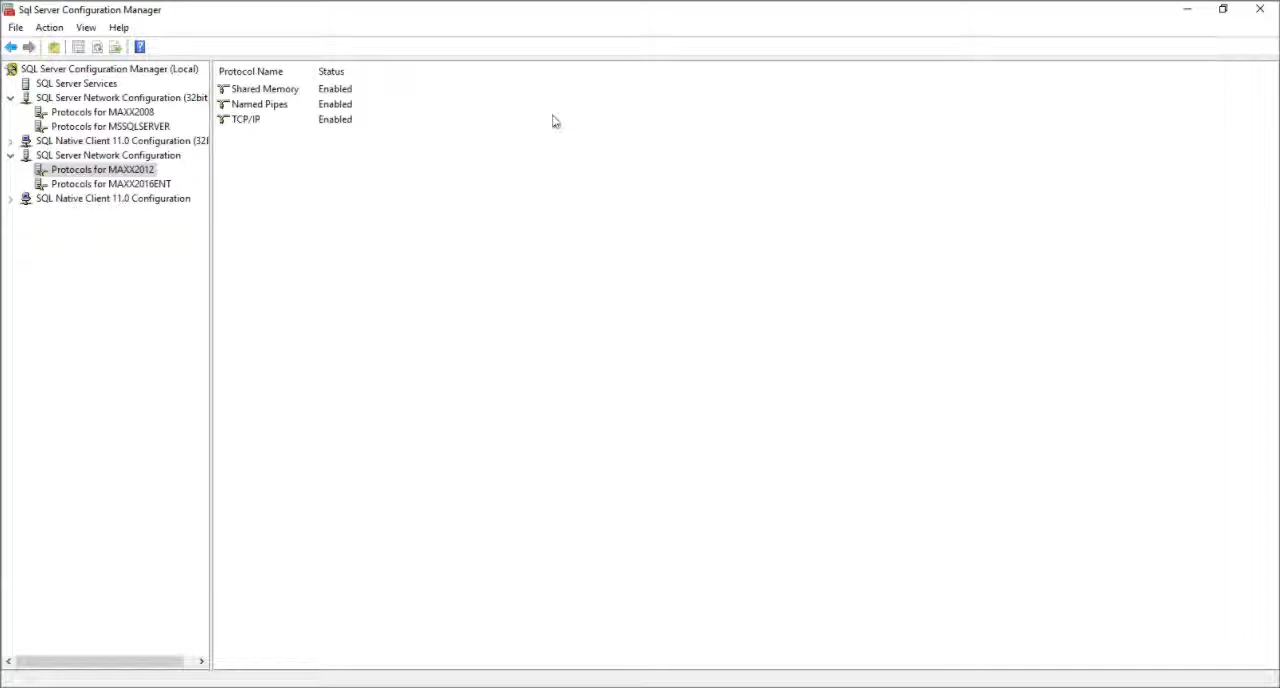 Sql Server Configuration Manager
File Action View Help
SQL Server Configuration Manager (Local)
SQL Server Services
SQL Server Network Configuration (32bit
Protocols for MAXX2008
Protocols for MSSQLSERVER
SQL Native Client 11.0 Configuration (32l
SQL Server Network Configuration
Protocols for MAXX2012
Protocols for MAXX2016ENT
SQL Native Client 11.0 Configuration
Protocol Name Status
Shared Memory Enabled
Named Pipes Enabled
TCP/IP Enabled